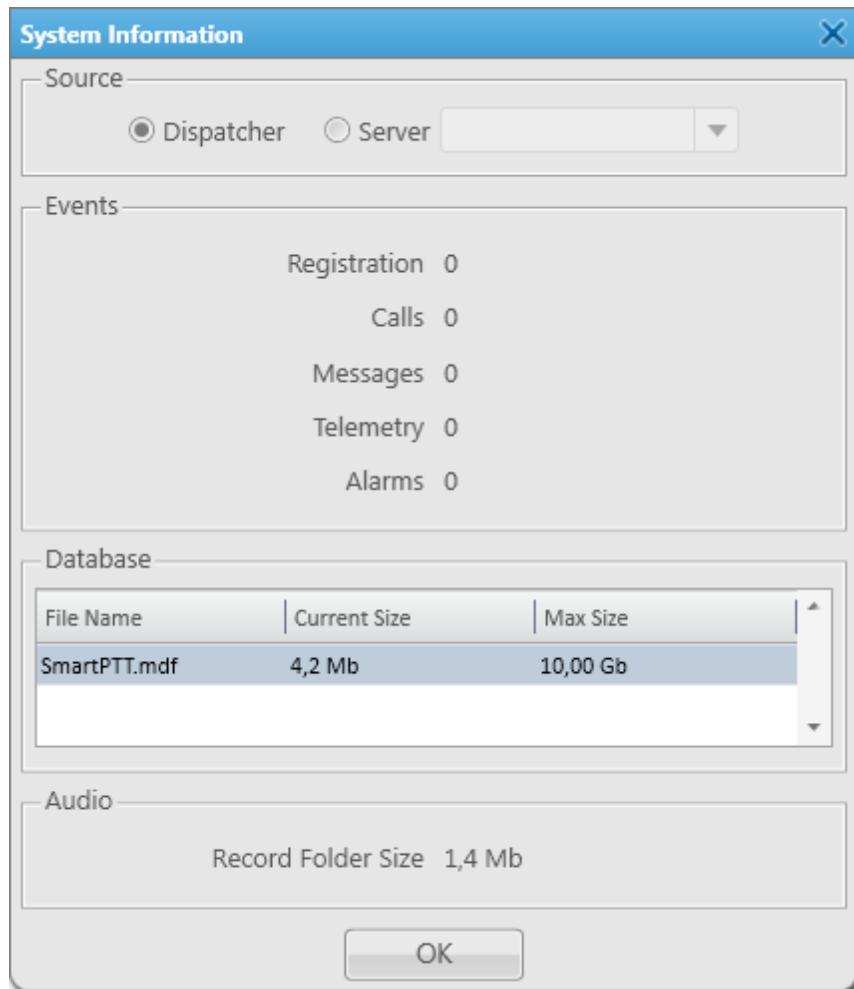 System Information
Source
Dispatcher Server
Events
Registration 0
Calls 0
Messages 0
Telemetry 0
Alarms 0
Database
File Name Current Size Max Size
SmartPTT.mdf 4,2 Mb 10,00 Gb
Audio
Record Folder Size 1,4 Mb
OK